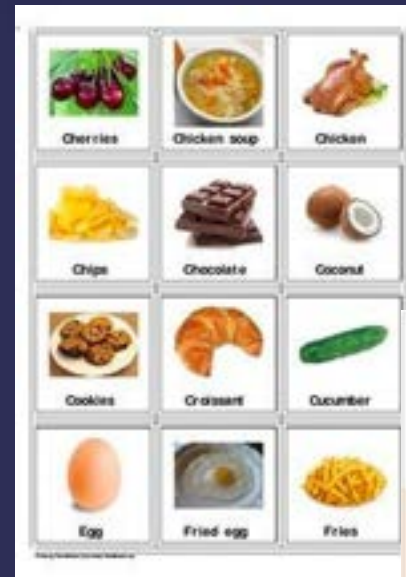 Cherries
Chicken soup
Chicken
Chips
Chocolate
Coconut
Cookies
Croissant
Cucumber
Egg
Fried egg
Fries